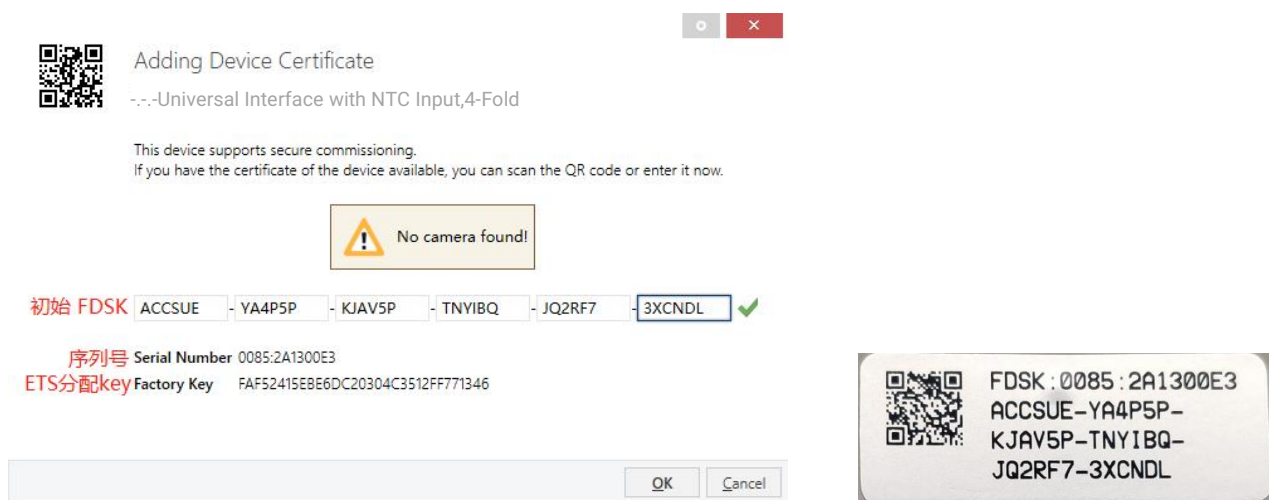 Adding Device Certificate
-.-.-Universal Interface with NTC Input,4-Fold
This device supports secure commissioning.
If you have the certificate of the device available, you can scan the QR code or enter it now.
No camera found!
初始 FDSK ACCSUE - YA4P5P - KJAV5P - TNYIBQ - JQ2RF7 - 3XCNDL
序列号 Serial Number 0085:2A1300E3
ETS分配key Factory Key FAF52415EBE6DC20304C3512FF771346
OK Cancel
FDSK:0085:2A1300E3
ACCSUE-YA4P5P-
KJAV5P-TNYIBQ-
JQ2RF7-3XCNDL